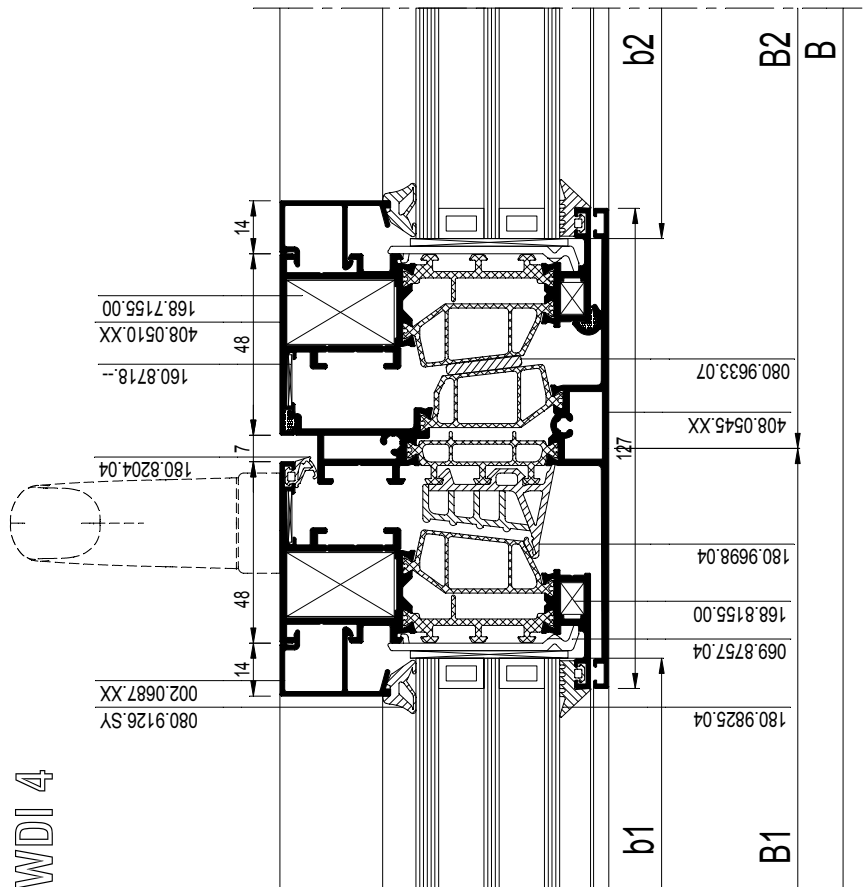 WDI 4
b2
B2
B
14
48
7
48
14
127
168.7155.00
408.0510.XX
160.8718.--
180.8204.04
002.0687.XX
080.9126.SY
080.9633.07
408.0545.XX
180.9698.04
168.8155.00
069.8757.04
180.9825.04
b1
B1